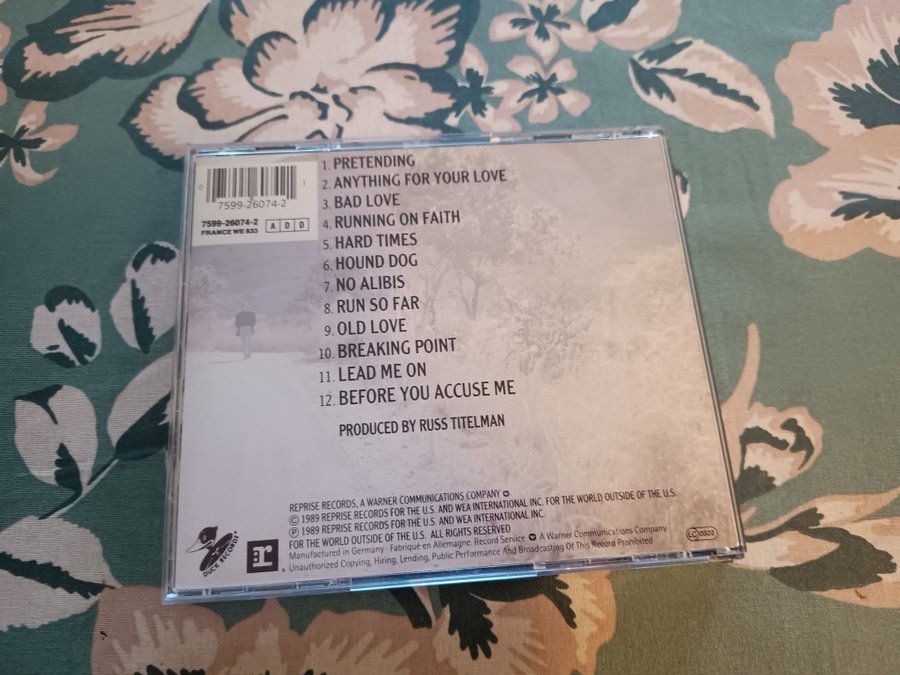 0 7599-26074-2 1
7599-26074-2
FRANCE WE 833
A D D
1. PRETENDING
2. ANYTHING FOR YOUR LOVE
3. BAD LOVE
4. RUNNING ON FAITH
5. HARD TIMES
6. HOUND DOG
7. NO ALIBIS
8. RUN SO FAR
9. OLD LOVE
10. BREAKING POINT
11. LEAD ME ON
12. BEFORE YOU ACCUSE ME
PRODUCED BY RUSS TITELMAN
REPRISE RECORDS, A WARNER COMMUNICATIONS COMPANY
© 1989 REPRISE RECORDS FOR THE U.S. AND WEA INTERNATIONAL INC. FOR THE WORLD OUTSIDE OF THE U.S.
℗ 1989 REPRISE RECORDS FOR THE U.S. AND WEA INTERNATIONAL INC.
FOR THE WORLD OUTSIDE OF THE U.S. ALL RIGHTS RESERVED
Manufactured in Germany · Fabriqué en Allemagne. Record Service A Warner Communications Company
Unauthorized Copying, Hiring, Lending, Public Performance And Broadcasting Of This Record Prohibited
DUCK RECORDS
r
LC 0322